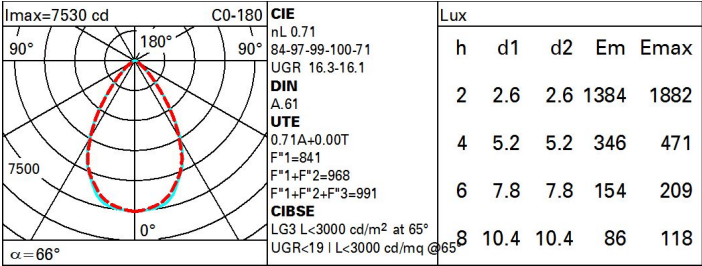 Imax=7530 cd C0-180
90° 180° 90°
7500
0°
α=66°
CIE
nL 0.71
84-97-99-100-71
UGR 16.3-16.1
DIN
A.61
UTE
0.71A+0.00T
F"1=841
F"1+F"2=968
F"1+F"2+F"3=991
CIBSE
LG3 L<3000 cd/m² at 65°
UGR<19 | L<3000 cd/mq @65°
Lux
h d1 d2 Em Emax
2 2.6 2.6 1384 1882
4 5.2 5.2 346 471
6 7.8 7.8 154 209
8 10.4 10.4 86 118